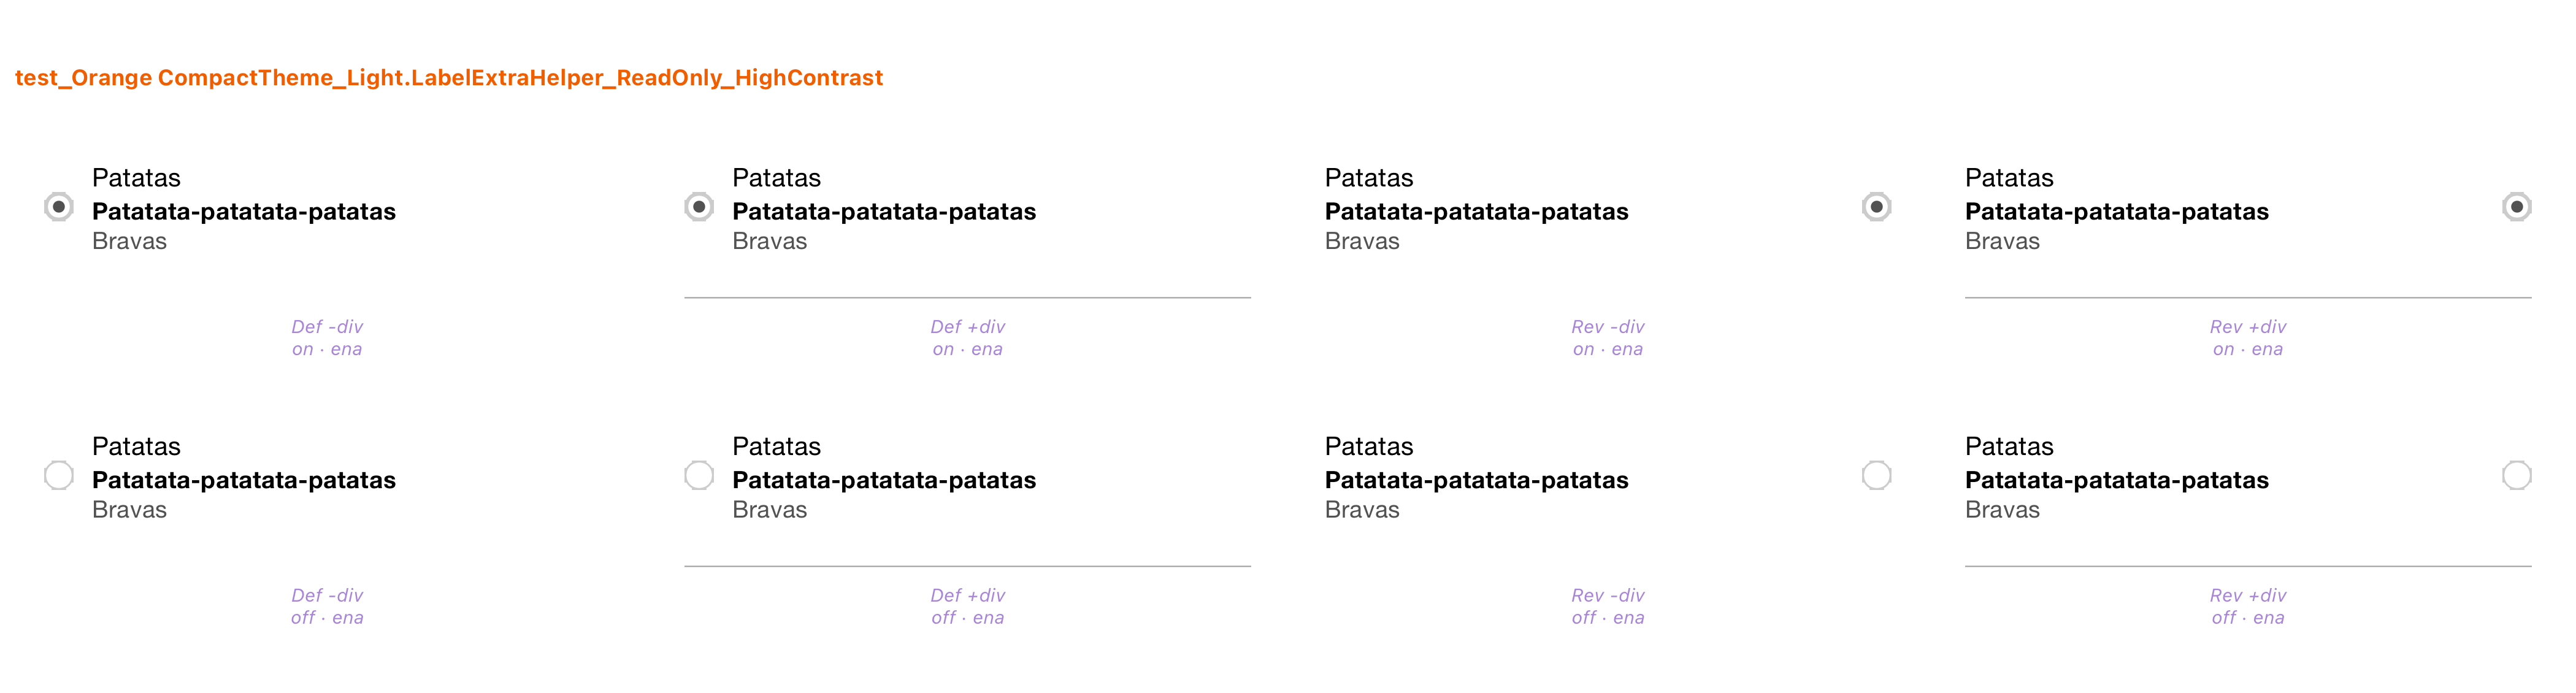 test_Orange CompactTheme_Light.LabelExtraHelper_ReadOnly_HighContrast
Patatas
Patatata-patatata-patatas
Bravas
Def -div
on · ena
Patatas
Patatata-patatata-patatas
Bravas
Def +div
on · ena
Patatas
Patatata-patatata-patatas
Bravas
Rev -div
on · ena
Patatas
Patatata-patatata-patatas
Bravas
Rev +div
on · ena
Patatas
Patatata-patatata-patatas
Bravas
Def -div
off · ena
Patatas
Patatata-patatata-patatas
Bravas
Def +div
off · ena
Patatas
Patatata-patatata-patatas
Bravas
Rev -div
off · ena
Patatas
Patatata-patatata-patatas
Bravas
Rev +div
off · ena